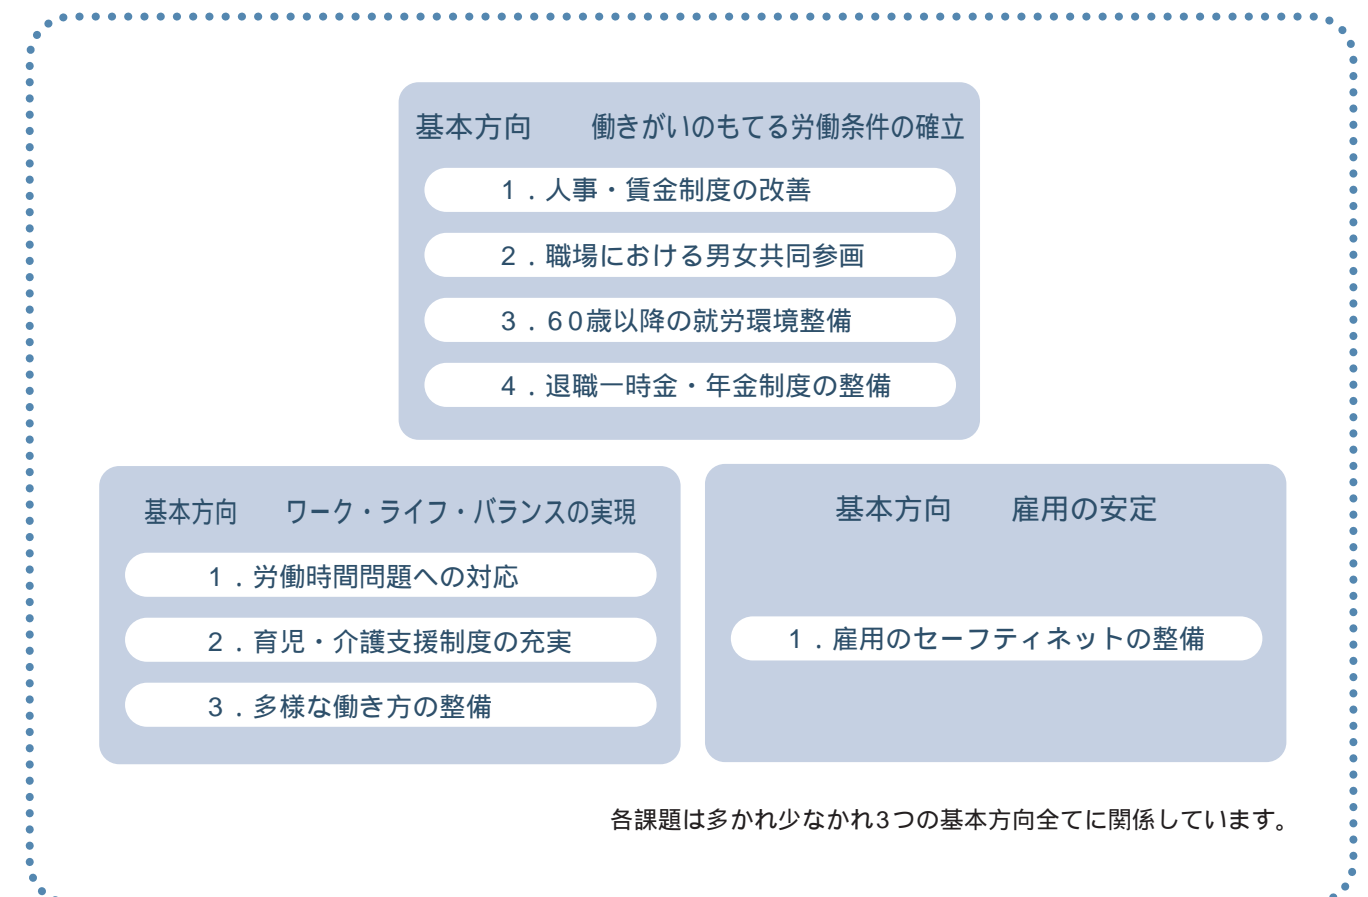 基本方向　　働きがいのもてる労働条件の確立
1．人事・賃金制度の改善
2．職場における男女共同参画
3．60歳以降の就労環境整備
4．退職一時金・年金制度の整備
基本方向　　ワーク・ライフ・バランスの実現
1．労働時間問題への対応
2．育児・介護支援制度の充実
3．多様な働き方の整備
基本方向　　雇用の安定
1．雇用のセーフティネットの整備
各課題は多かれ少なかれ3つの基本方向全てに関係しています。